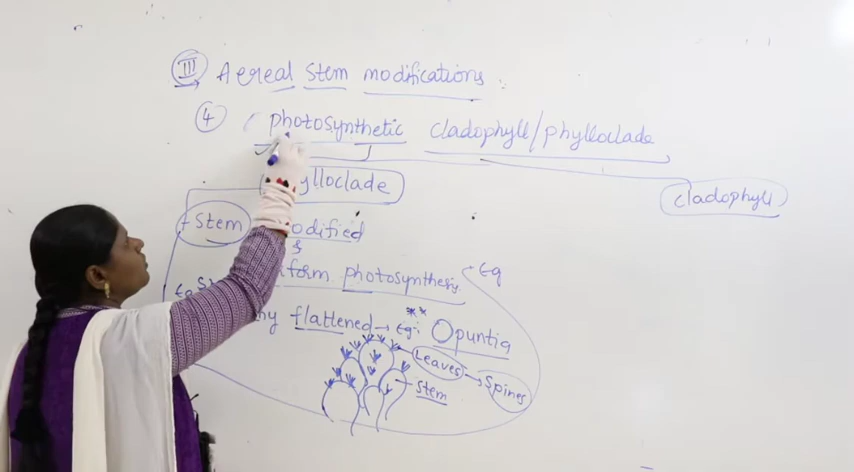 III Aereal Stem modifications
4 photosynthetic cladophyll/phylloclade
ylloclade
cladophyll
Stem modified
form photosynthesis
Eg
flattened → eg: Opuntia
Leaves → Spines
stem